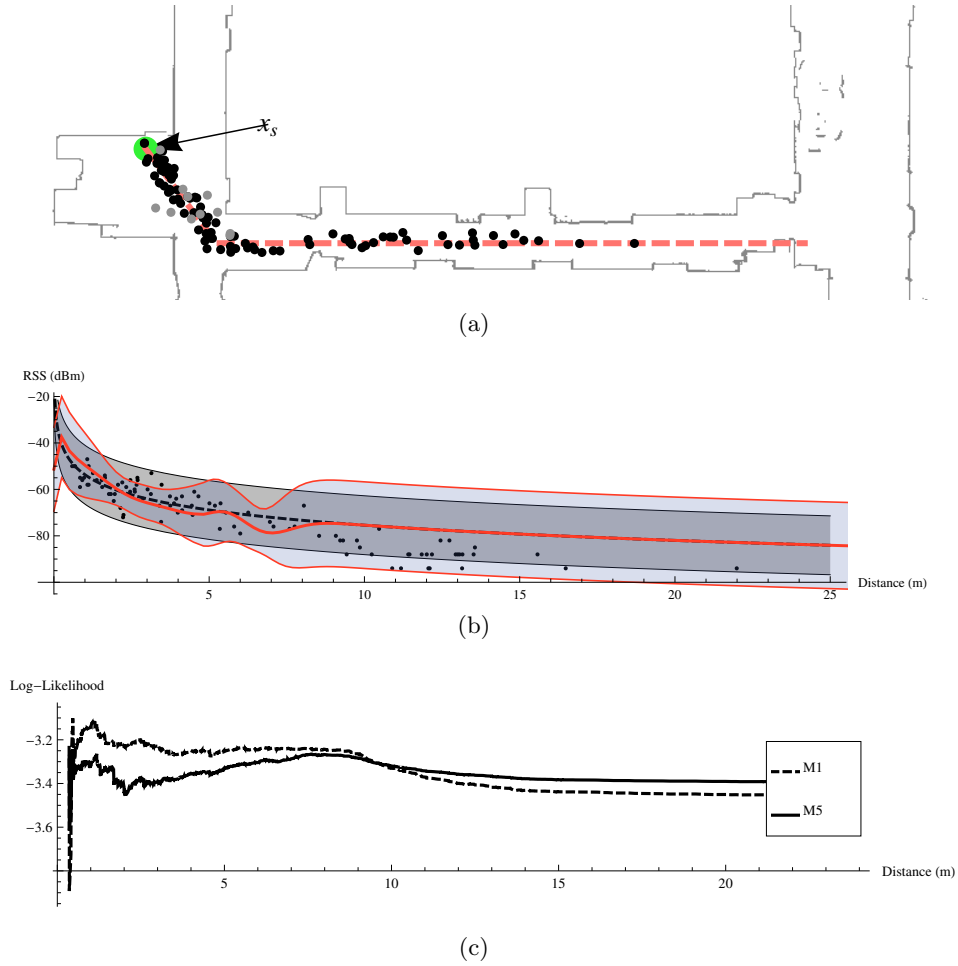 x_s
(a)
RSS (dBm)
−20
−40
−60
−80
5
10
15
20
25
Distance (m)
(b)
Log−Likelihood
−3.2
−3.4
−3.6
M1
M5
5
10
15
20
Distance (m)
(c)